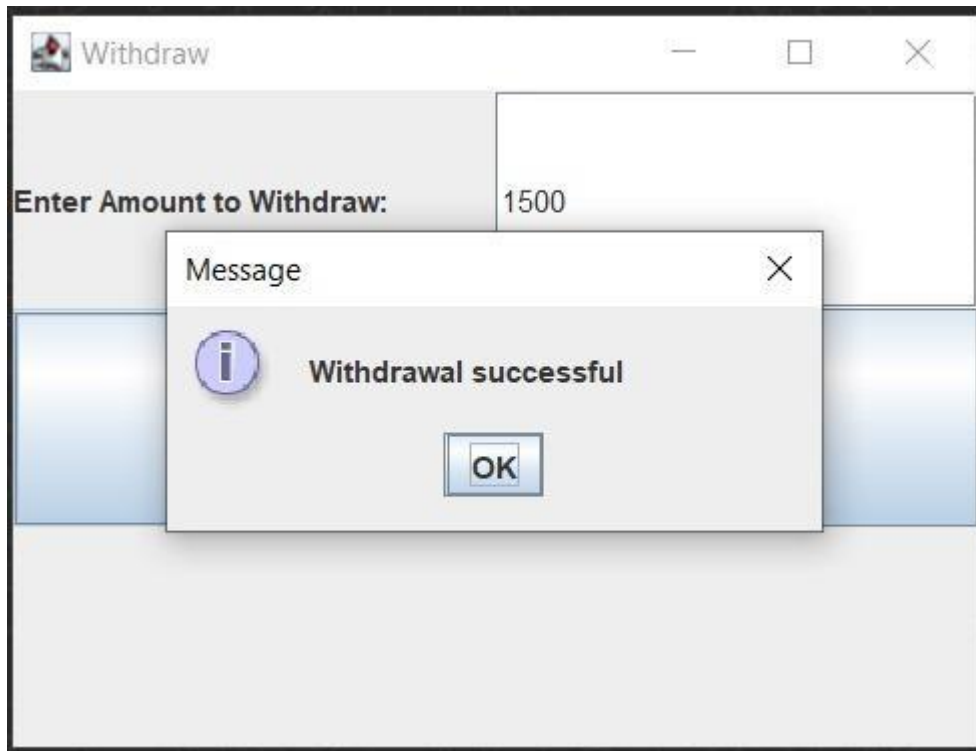 Withdraw
Enter Amount to Withdraw:
1500
Message
i
Withdrawal successful
OK